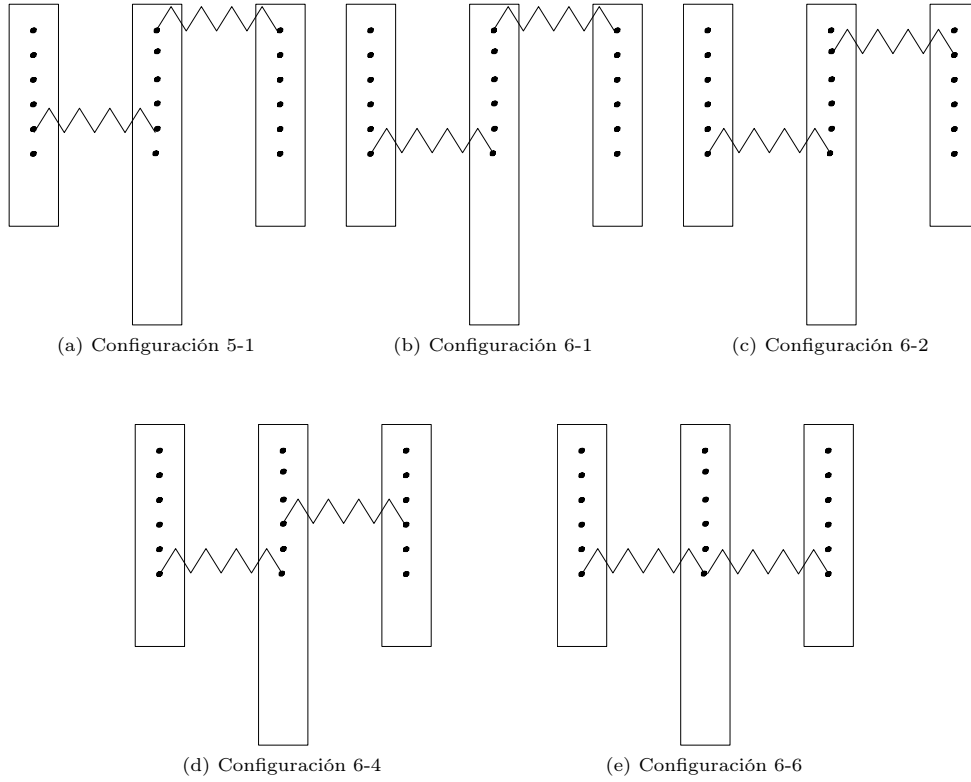 (a) Configuración 5-1
(b) Configuración 6-1
(c) Configuración 6-2
(d) Configuración 6-4
(e) Configuración 6-6